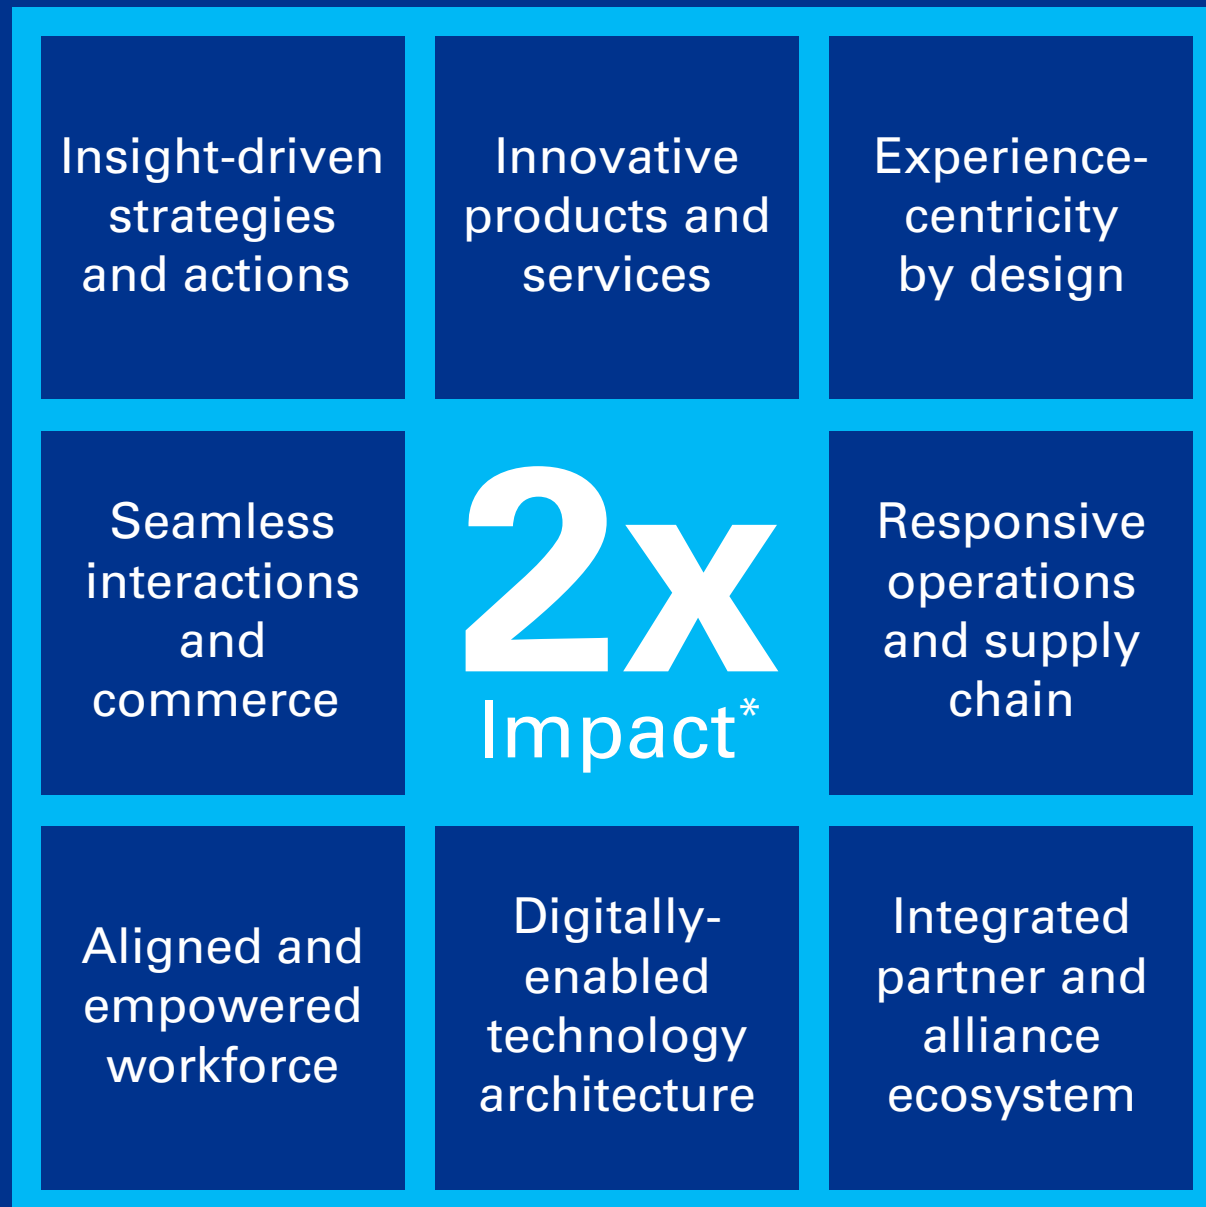 Insight-driven
strategies
and actions
Innovative
products and
services
Experience-
centricity
by design
Seamless
interactions
and
commerce
2x
Impact*
Responsive
operations
and supply
chain
Aligned and
empowered
workforce
Digitally-
enabled
technology
architecture
Integrated
partner and
alliance
ecosystem